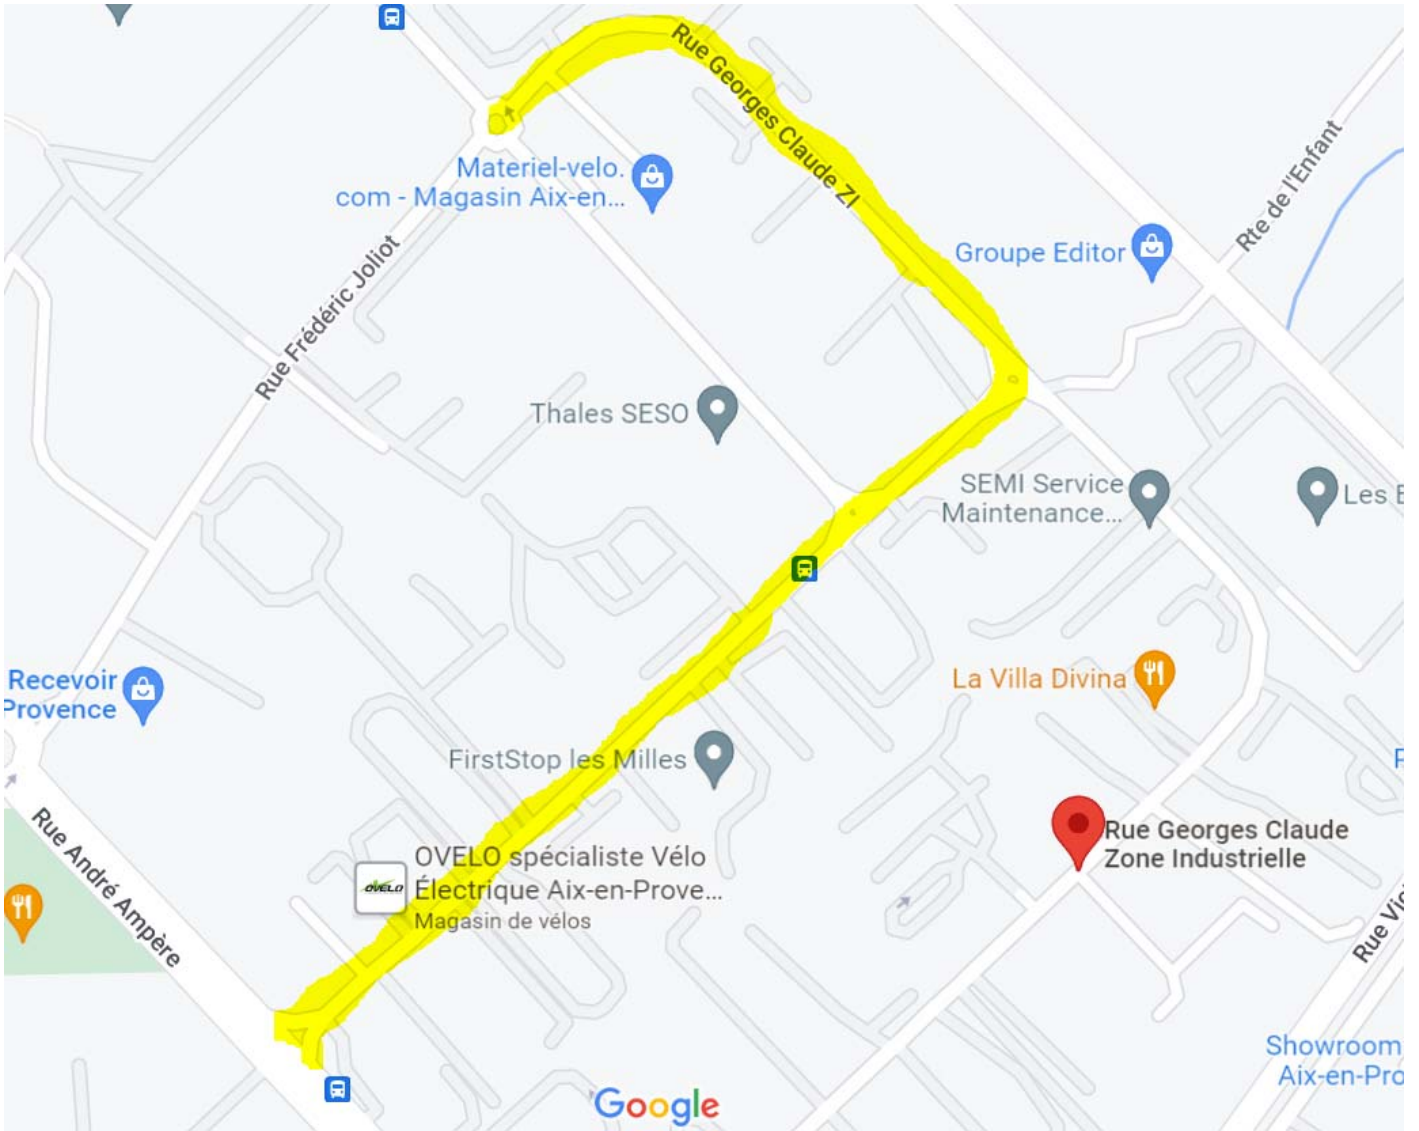 Rue Georges Claude ZI
Materiel-velo.
com - Magasin Aix-en...
Rte de l'Enfant
Groupe Editor
Rue Frédéric Joliot
Thales SESO
SEMI Service
Maintenance...
Les
Recevoir
Provence
La Villa Divina
FirstStop les Milles
Rue André Ampère
OVELO spécialiste Vélo
Électrique Aix-en-Prove...
Magasin de vélos
OVELO
Rue Georges Claude
Zone Industrielle
Rue
Showroom
Aix-en-Pro
Google